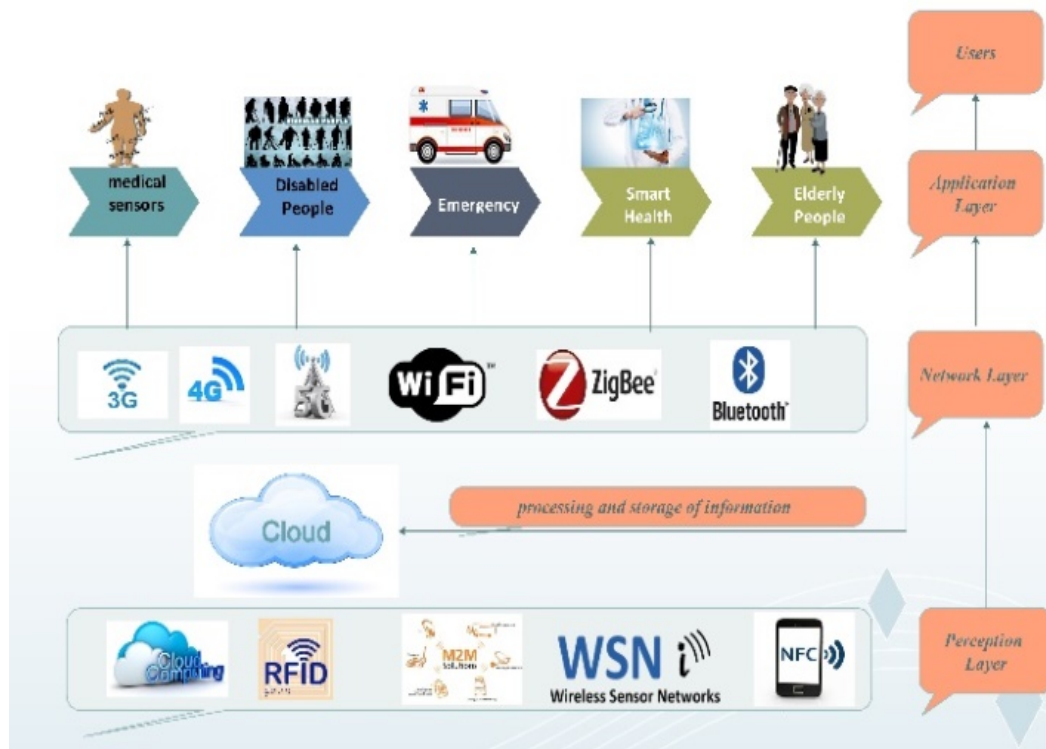 Users
medical
sensors
Disabled
People
Emergency
Smart
Health
Elderly
People
Application
Layer
3G
4G
5G
WiFi
ZigBee
Bluetooth
Network Layer
Cloud
processing and storage of information
Cloud
Computing
RFID
M2M
Solutions
WSN
Wireless Sensor Networks
NFC
Perception
Layer